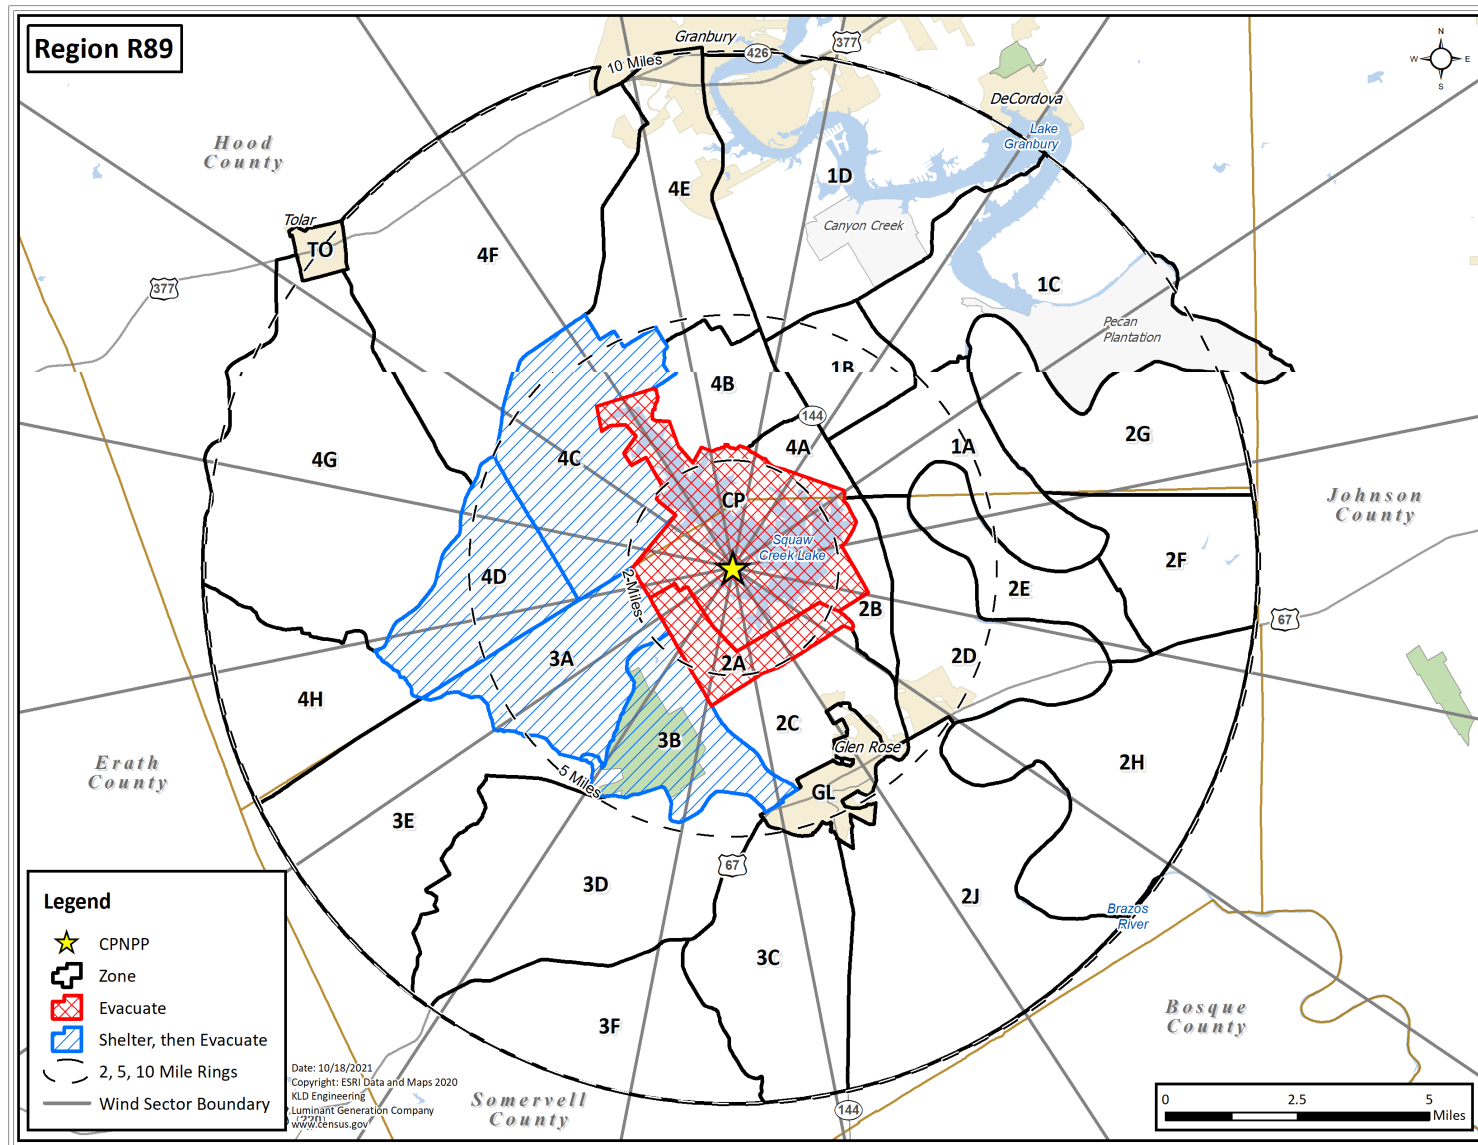 Region R89
Granbury
426
377
10 Miles
N
W
E
S
DeCordova
Lake
Granbury
Hood
County
4E
1D
Tolar
TO
Canyon Creek
4F
377
1C
Pecan
Plantation
1B
4B
144
4A
1A
2G
4G
4C
CP
Johnson
County
Squaw
Creek Lake
2F
4D
2 Miles
2E
2B
67
3A
2A
2D
4H
2C
3B
Glen Rose
Erath
County
2H
5 Miles
GL
3E
67
3D
2J
Brazos
River
3C
Bosque
County
3F
Legend
CPNPP
Zone
Evacuate
Shelter, then Evacuate
2, 5, 10 Mile Rings
Wind Sector Boundary
220
Date: 10/18/2021
Copyright: ESRI Data and Maps 2020
KLD Engineering
Luminant Generation Company
www.census.gov
Somervell
County
144
0
2.5
5
Miles